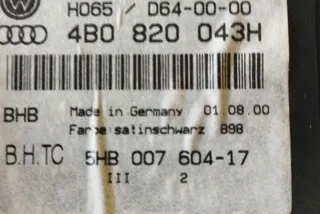 HO65 / D64-00-00
4B0 820 043H
BHB Made in Germany 01.08.00
Farbe:satinschwarz B98
B.H.TC 5HB 007 604-17
III 2